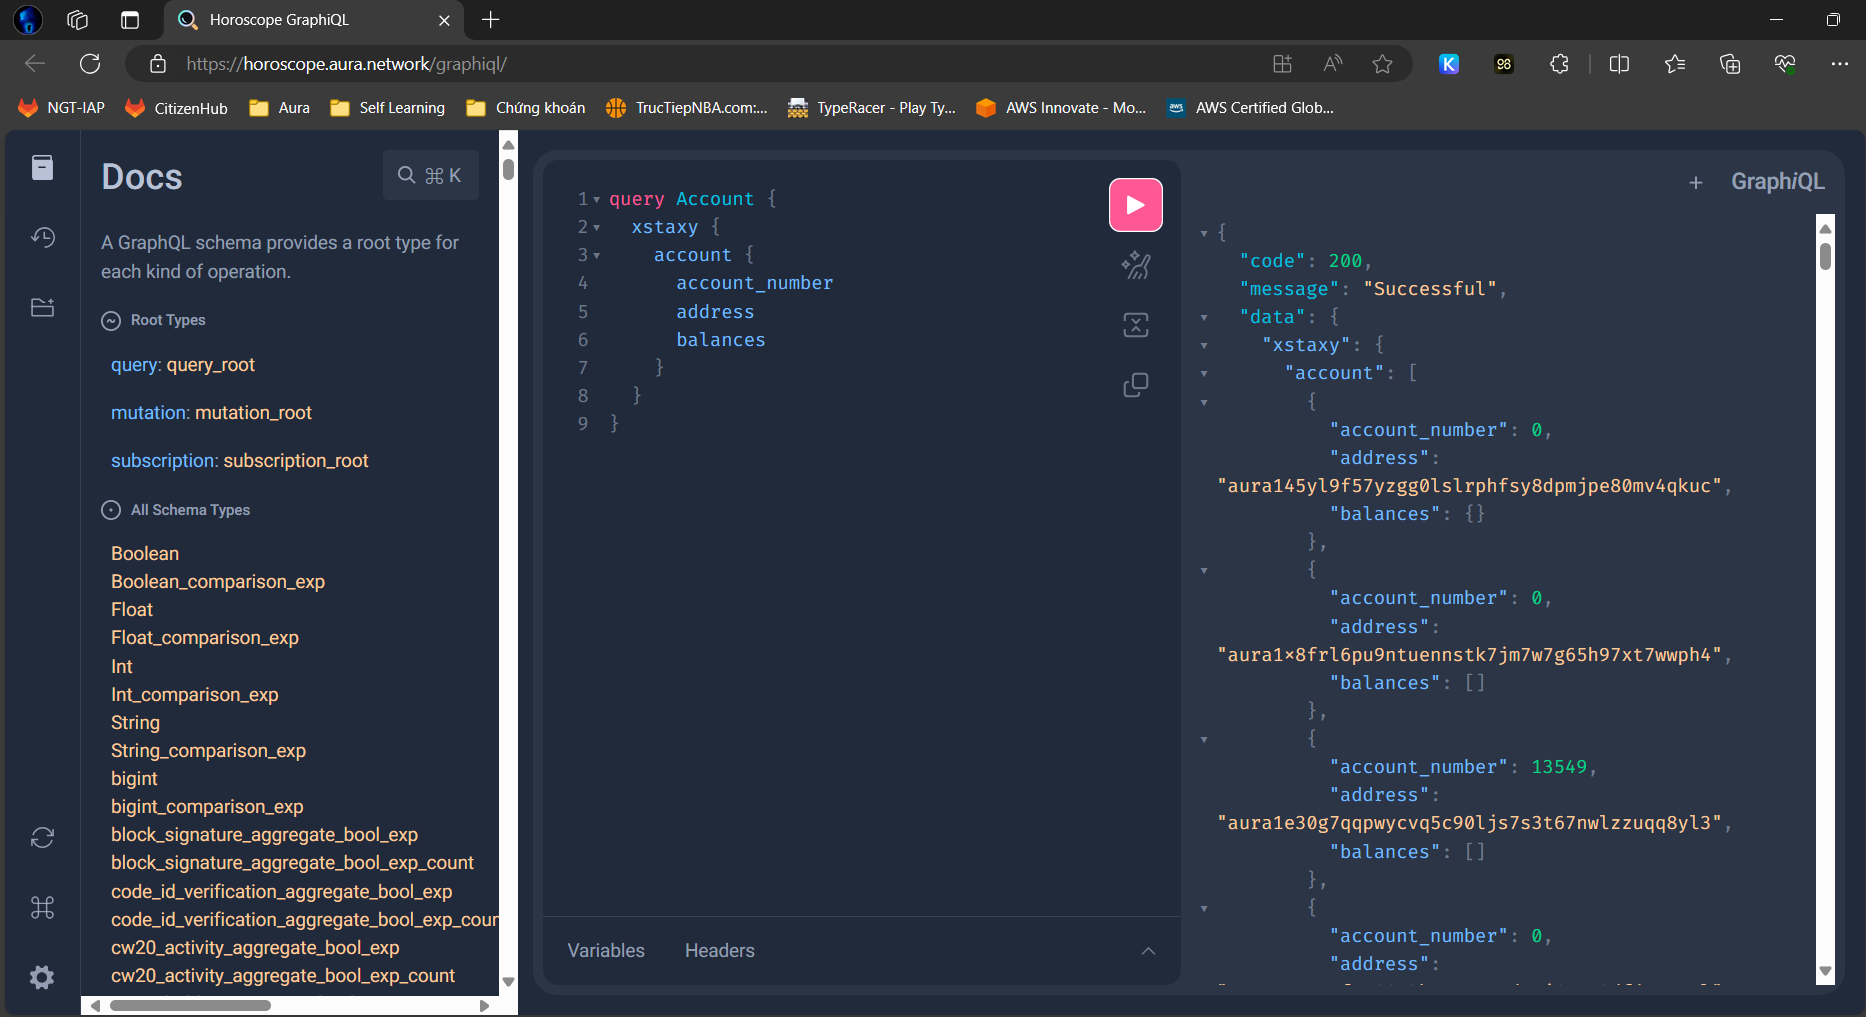 Horoscope GraphiQL
https://horoscope.aura.network/graphiql/
NGT-IAP
CitizenHub
Aura
Self Learning
Chứng khoán
TrucTiepNBA.com:...
TypeRacer - Play Ty...
AWS Innovate - Mo...
AWS Certified Glob...
Docs
⌘ K
A GraphQL schema provides a root type for
each kind of operation.
Root Types
query: query_root
mutation: mutation_root
subscription: subscription_root
All Schema Types
Boolean
Boolean_comparison_exp
Float
Float_comparison_exp
Int
Int_comparison_exp
String
String_comparison_exp
bigint
bigint_comparison_exp
block_signature_aggregate_bool_exp
block_signature_aggregate_bool_exp_count
code_id_verification_aggregate_bool_exp
code_id_verification_aggregate_bool_exp_coun
cw20_activity_aggregate_bool_exp
cw20_activity_aggregate_bool_exp_count
1 query Account {
2 xstaxy {
3 account {
4 account_number
5 address
6 balances
7 }
8 }
9 }
Variables Headers
+ GraphiQL
{
"code": 200,
"message": "Successful",
"data": {
"xstaxy": {
"account": [
{
"account_number": 0,
"address":
"aura145yl9f57yzgg0lslrphfsy8dpmjpe80mv4qkuc",
"balances": {}
},
{
"account_number": 0,
"address":
"aura1×8frl6pu9ntuennstk7jm7w7g65h97xt7wwph4",
"balances": []
},
{
"account_number": 13549,
"address":
"aura1e30g7qqpwycvq5c90ljs7s3t67nwlzzuqq8yl3",
"balances": []
},
{
"account_number": 0,
"address":